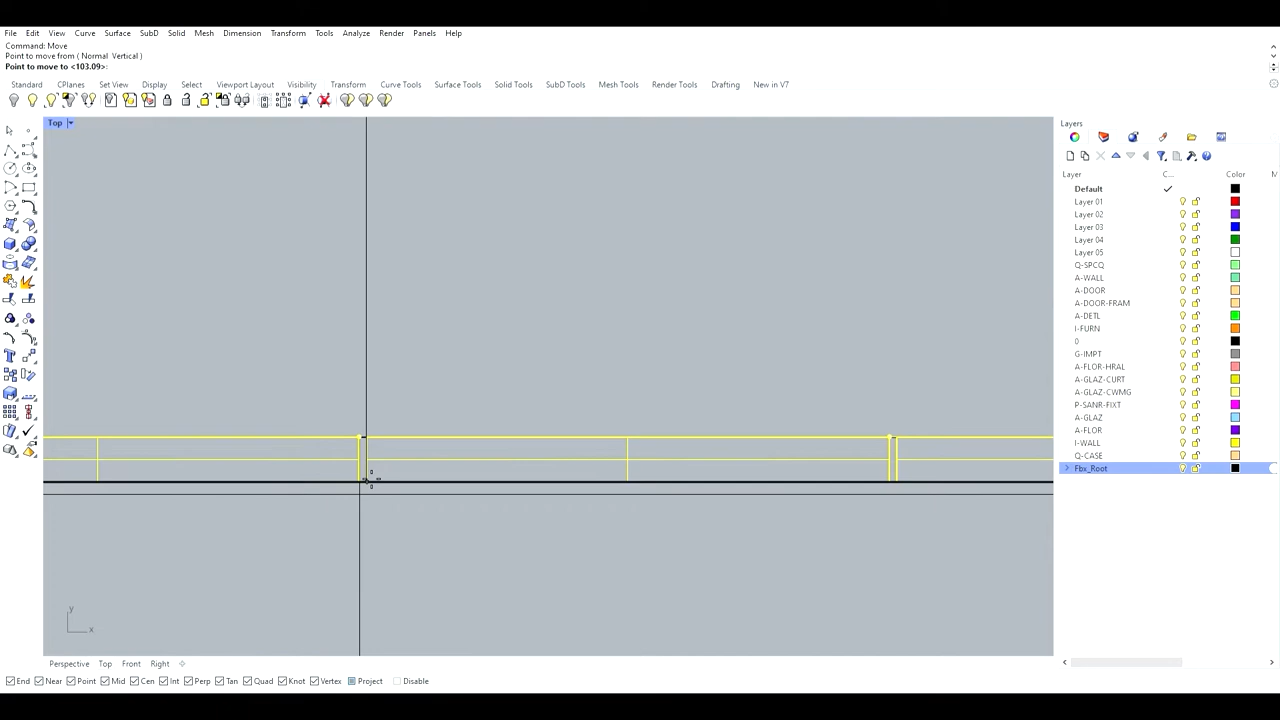 File Edit View Curve Surface SubD Solid Mesh Dimension Transform Tools Analyze Render Panels Help
Command: Move
Point to move from ( Normal Vertical )
Point to move to <103.09>:
Standard CPlanes Set View Display Select Viewport Layout Visibility Transform Curve Tools Surface Tools Solid Tools SubD Tools Mesh Tools Render Tools Drafting New in V7
Top
Layers
Layer C... Color M
Default
Layer 01
Layer 02
Layer 03
Layer 04
Layer 05
Q-SPCQ
A-WALL
A-DOOR
A-DOOR-FRAM
A-DETL
I-FURN
0
G-IMPT
A-FLOR-HRAL
A-GLAZ-CURT
A-GLAZ-CWMG
P-SANR-FIXT
A-GLAZ
A-FLOR
I-WALL
Q-CASE
Fbx_Root
y
x
Perspective Top Front Right
End Near Point Mid Cen Int Perp Tan Quad Knot Vertex Project Disable